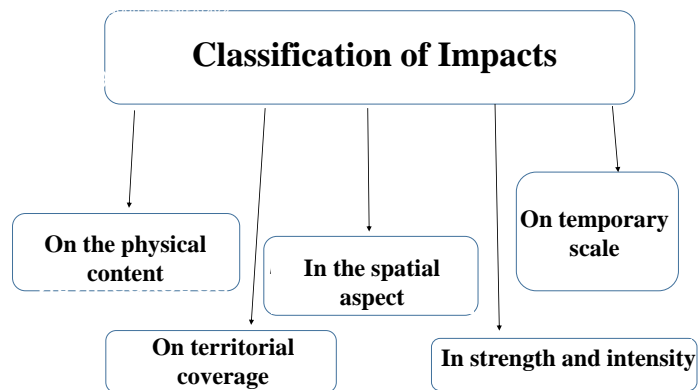 Classification of Impacts
On the physical
content
On territorial
coverage
In the spatial
aspect
In strength and intensity
On temporary
scale